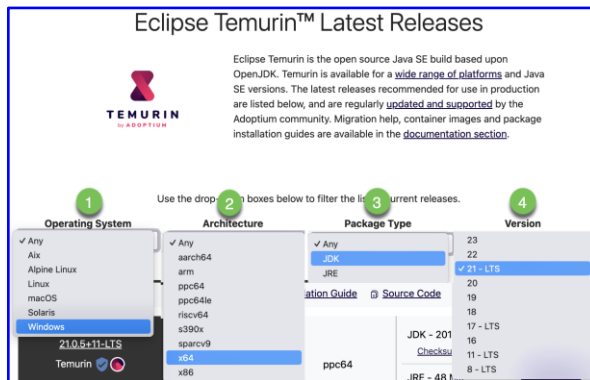 Eclipse Temurin™ Latest Releases
Eclipse Temurin is the open source Java SE build based upon
OpenJDK. Temurin is available for a wide range of platforms and Java
SE versions. The latest releases recommended for use in production
are listed below, and are regularly updated and supported by the
Adoptium community. Migration help, container images and package
installation guides are available in the documentation section.
TEMURIN
by ADOPTIUM
1
2
3
4
Use the drop- boxes below to filter the current releases.
Operating System
✓ Any
Aix
Alpine Linux
Linux
macOS
Solaris
Windows
21.0.5+11-LTS
Temurin
Architecture
✓ Any
aarch64
arm
ppc64
ppc64le
riscv64
s390x
sparcv9
x64
x86
Package Type
✓ Any
JDK
JRE
ation Guide
Source Code
ppc64
JDK - 201
Checksu
JRE - 48 M
Version
23
22
✓ 21 - LTS
20
19
18
17 - LTS
16
11 - LTS
8 - LTS